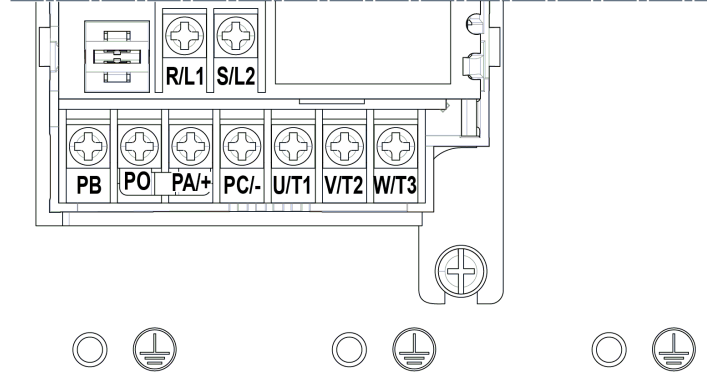 R/L1 S/L2
PB PO PA/+ PC/- U/T1 V/T2 W/T3